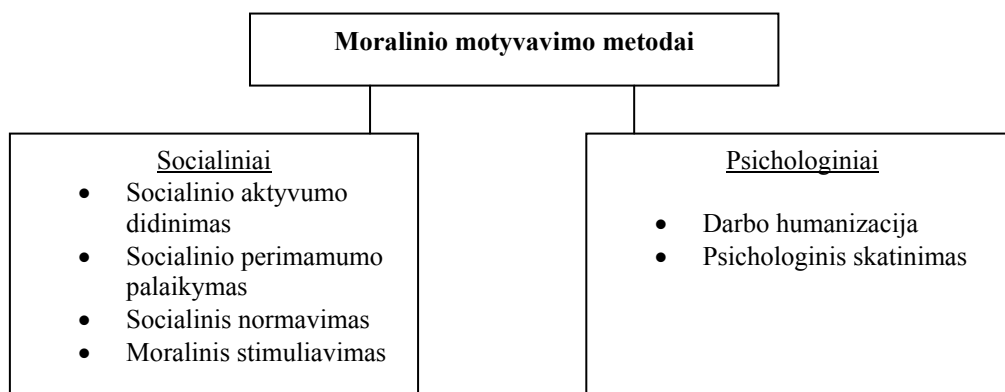 Moralinio motyvavimo metodai
Socialiniai
• Socialinio aktyvumo
didinimas
• Socialinio perimamumo
palaikymas
• Socialinis normavimas
• Moralinis stimuliavimas
Psichologiniai
• Darbo humanizacija
• Psichologinis skatinimas